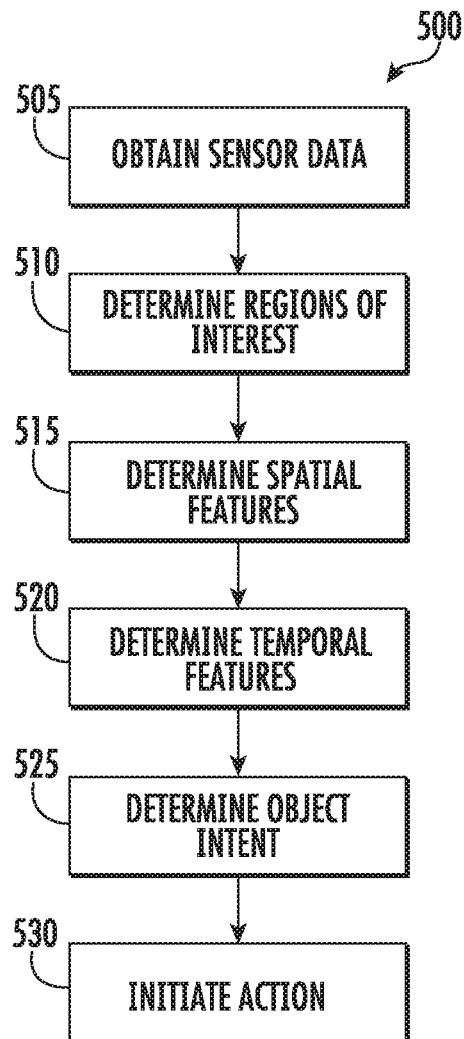 500
505
OBTAIN SENSOR DATA
510
DETERMINE REGIONS OF
INTEREST
515
DETERMINE SPATIAL
FEATURES
520
DETERMINE TEMPORAL
FEATURES
525
DETERMINE OBJECT
INTENT
530
INITIATE ACTION